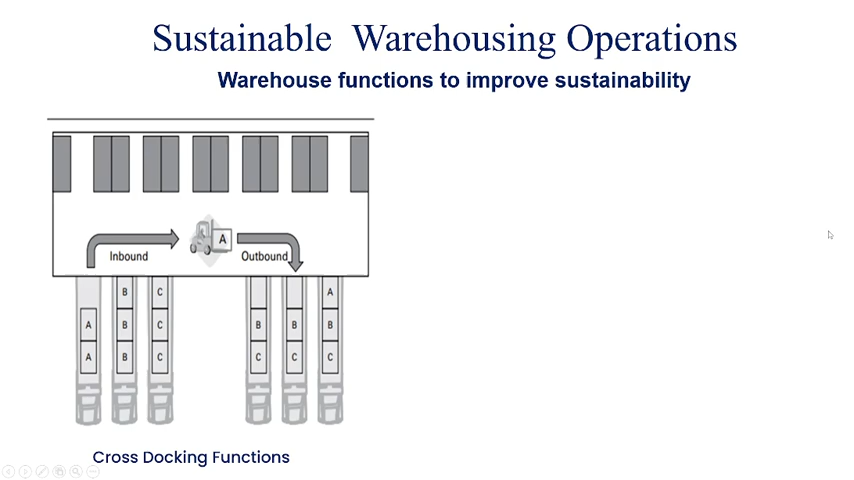 Sustainable  Warehousing Operations
Warehouse functions to improve sustainability
A
Inbound
Outbound
B C A
A B C B B B
A B C C C C
Cross Docking Functions